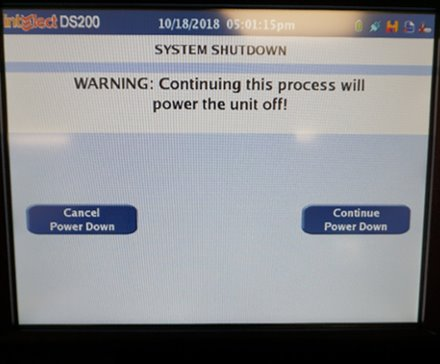 intElect DS200 10/18/2018 05:01:15pm
SYSTEM SHUTDOWN
WARNING: Continuing this process will
power the unit off!
Cancel
Power Down
Continue
Power Down